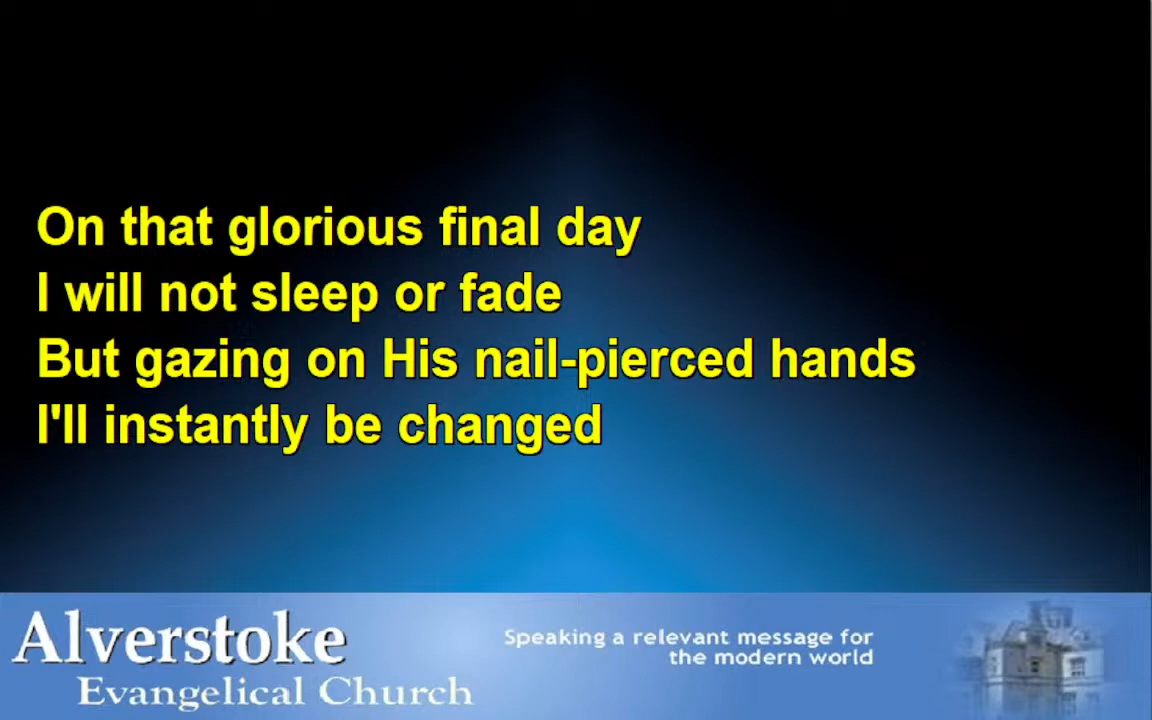 On that glorious final day
I will not sleep or fade
But gazing on His nail-pierced hands
I'll instantly be changed
Alverstoke
Evangelical Church
Speaking a relevant message for
the modern world